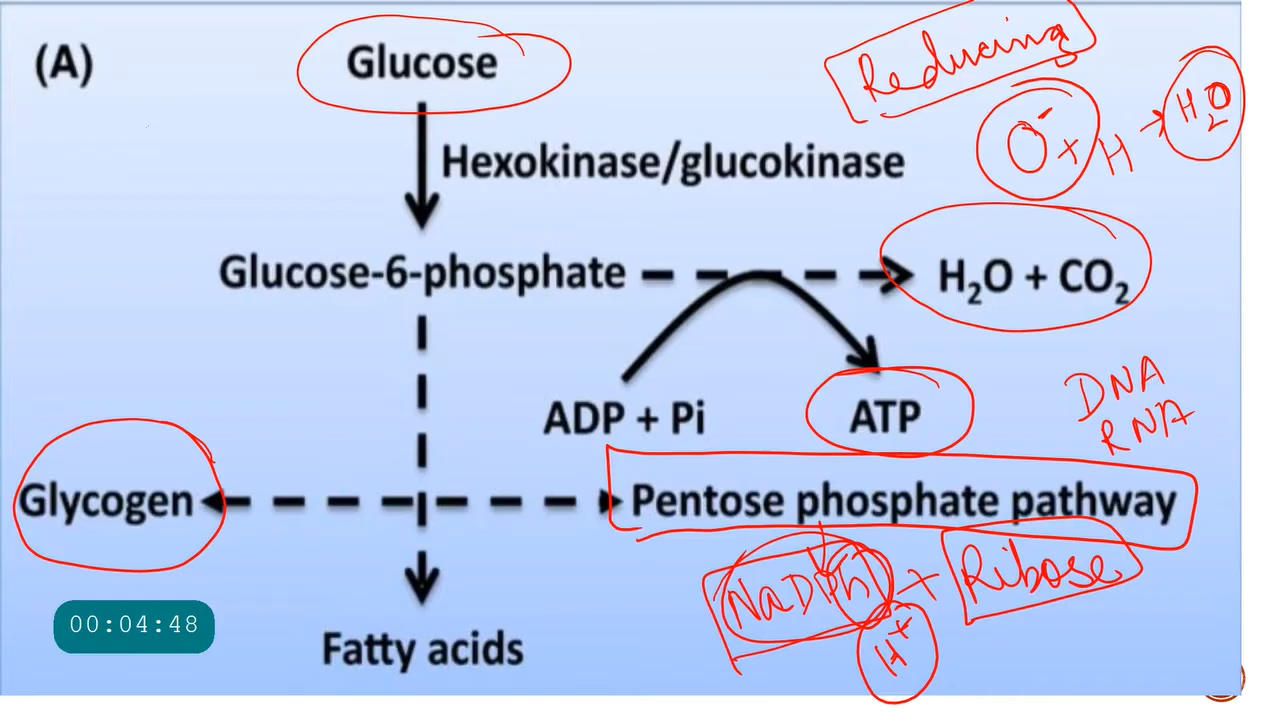 (A)
Glucose
Reducing
O⁻ + H → H₂O
Hexokinase/glucokinase
Glucose-6-phosphate
H₂O + CO₂
ADP + Pi
ATP
DNA
RNA
Glycogen
Pentose phosphate pathway
NaDPh + Ribose
H⁺
00:04:48
Fatty acids